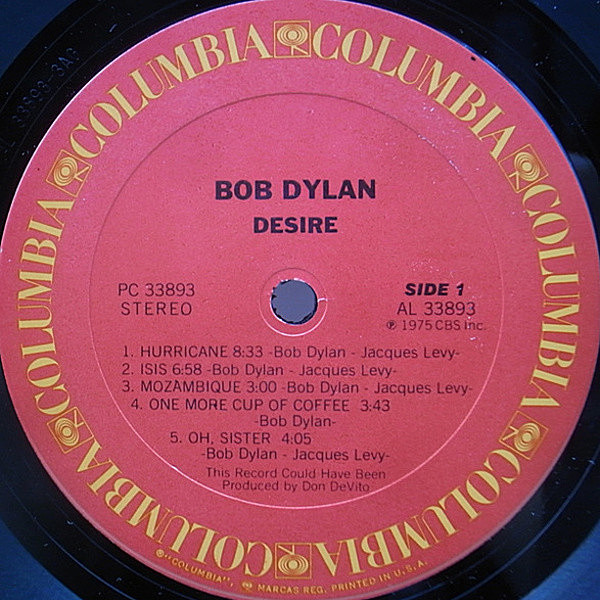 COLUMBIA COLUMBIA COLUMBIA COLUMBIA COLUMBIA COLUMBIA COLUMBIA COLUMBIA
BOB DYLAN
DESIRE
PC 33893
STEREO
SIDE 1
AL 33893
℗ 1975 CBS Inc.
1. HURRICANE 8:33 -Bob Dylan - Jacques Levy-
2. ISIS 6:58 -Bob Dylan - Jacques Levy-
3. MOZAMBIQUE 3:00 -Bob Dylan - Jacques Levy-
4. ONE MORE CUP OF COFFEE 3:43
-Bob Dylan-
5. OH, SISTER 4:05
-Bob Dylan - Jacques Levy-
This Record Could Have Been
Produced by Don DeVito
®"COLUMBIA", MARCAS REG. PRINTED IN U.S.A.